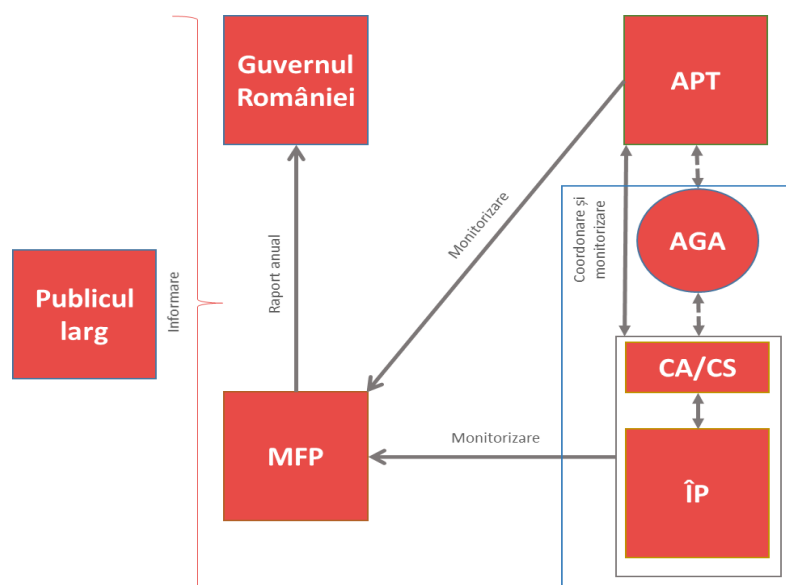 Guvernul
României
APT
Monitorizare
Coordonare și
monitorizare
AGA
Publicul
larg
Informare
Raport anual
CA/CS
MFP
Monitorizare
ÎP